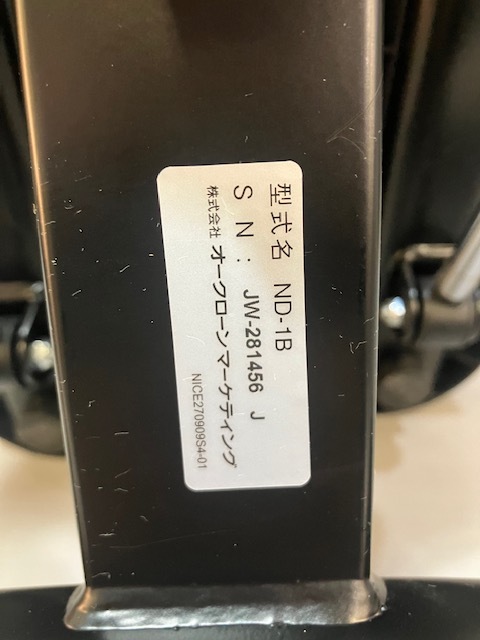 型式名 ND-1B
SN: JW-281456 J
株式会社 オークローンマーケティング
NICE270909S4-01